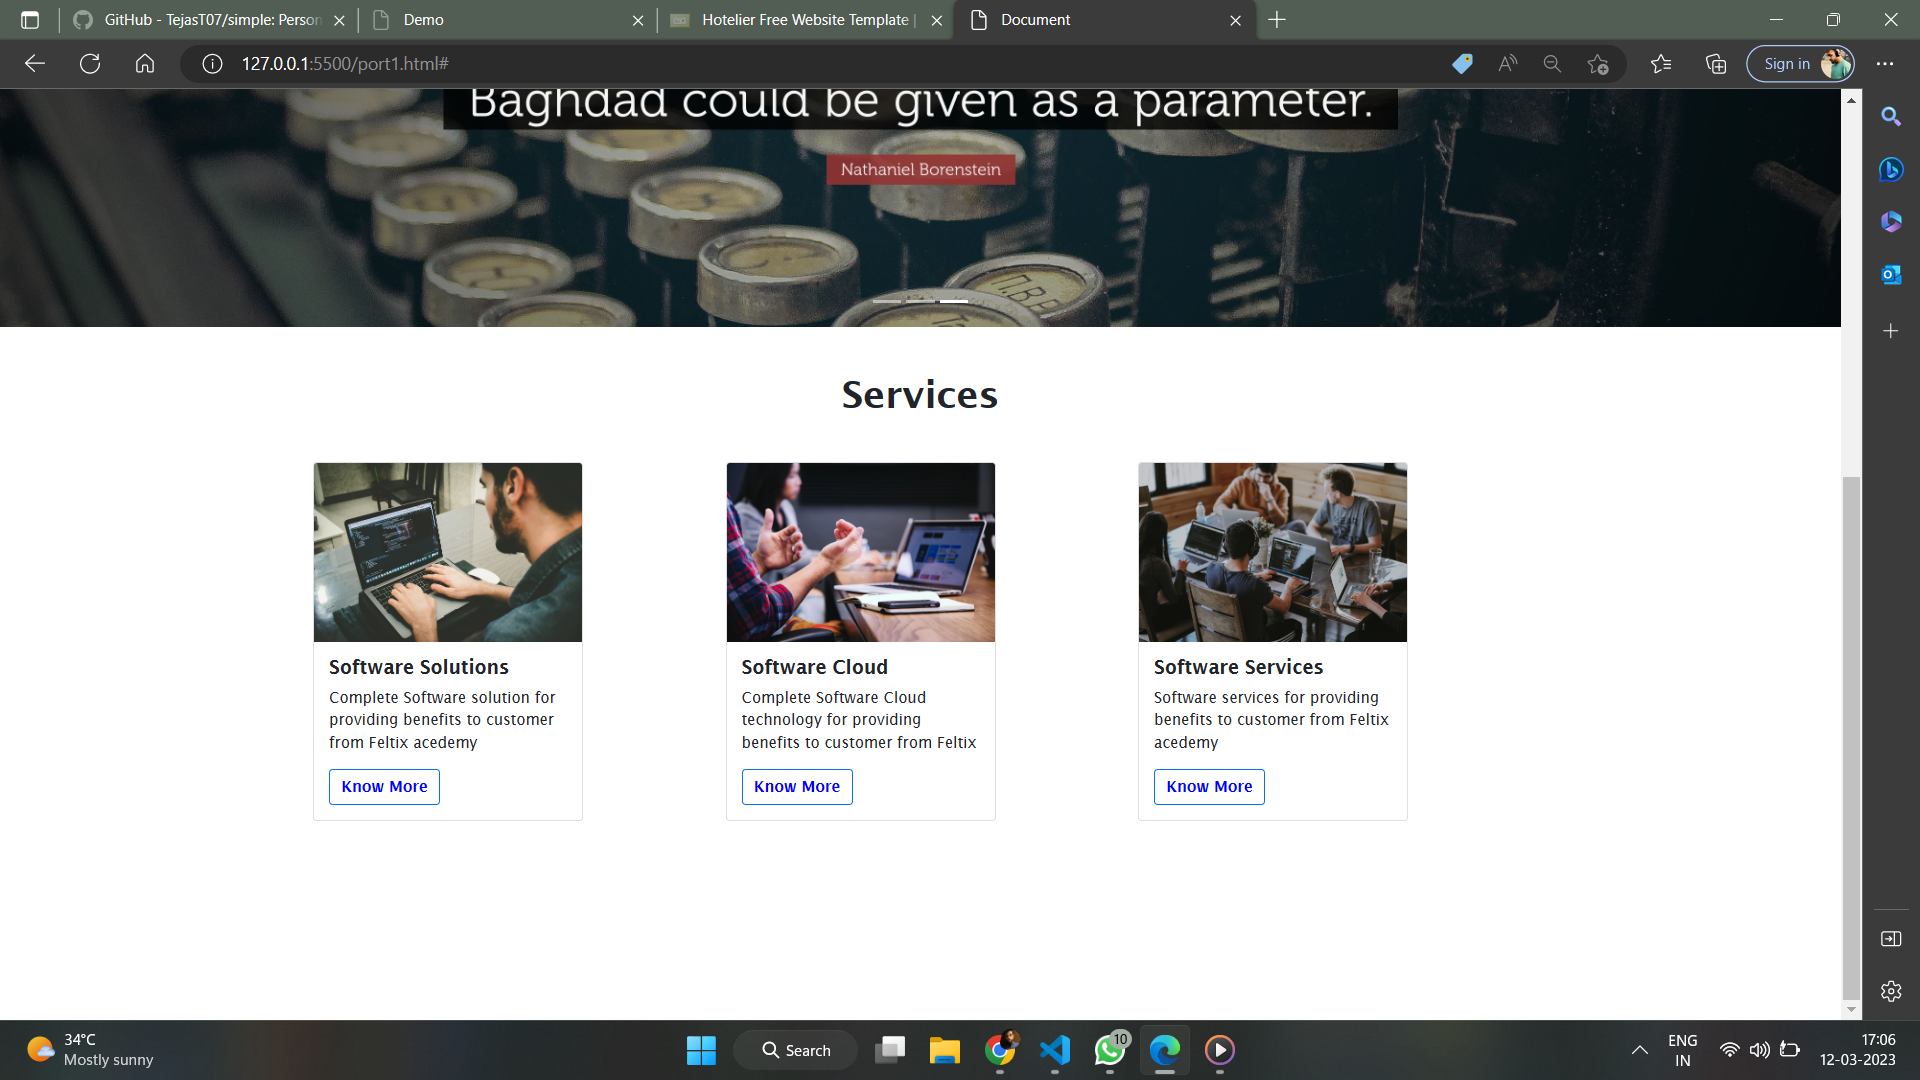 GitHub - TejasT07/simple: Person
Demo
Hotelier Free Website Template |
Document
127.0.0.1:5500/port1.html#
Sign in
Baghdad could be given as a parameter.
Nathaniel Borenstein
Services
Software Solutions
Complete Software solution for
providing benefits to customer
from Feltix acedemy
Know More
Software Cloud
Complete Software Cloud
technology for providing
benefits to customer from Feltix
Know More
Software Services
Software services for providing
benefits to customer from Feltix
acedemy
Know More
34°C
Mostly sunny
Search
10
ENG
IN
17:06
12-03-2023